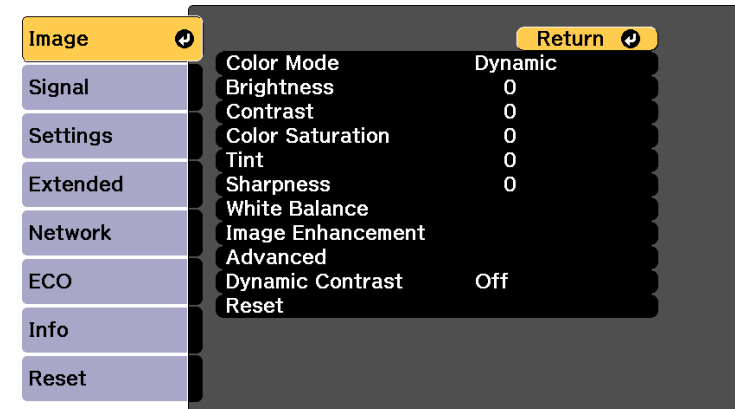 Image
Signal
Settings
Extended
Network
ECO
Info
Reset
Return
Color Mode Dynamic
Brightness 0
Contrast 0
Color Saturation 0
Tint 0
Sharpness 0
White Balance
Image Enhancement
Advanced
Dynamic Contrast Off
Reset